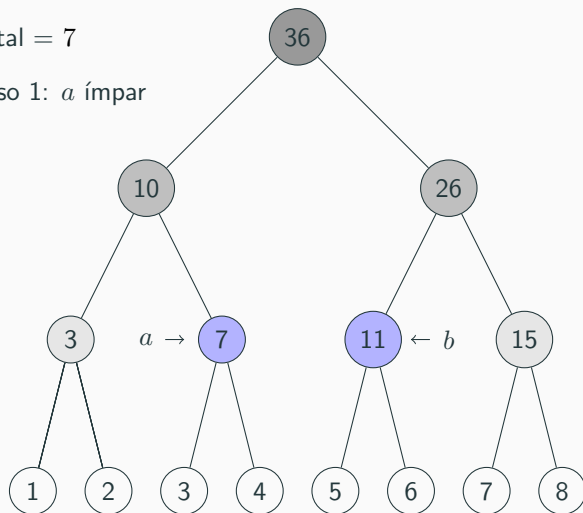 tal = 7
36
so 1: a ímpar
10 26
3 a → 7 11 ← b 15
1 2 3 4 5 6 7 8